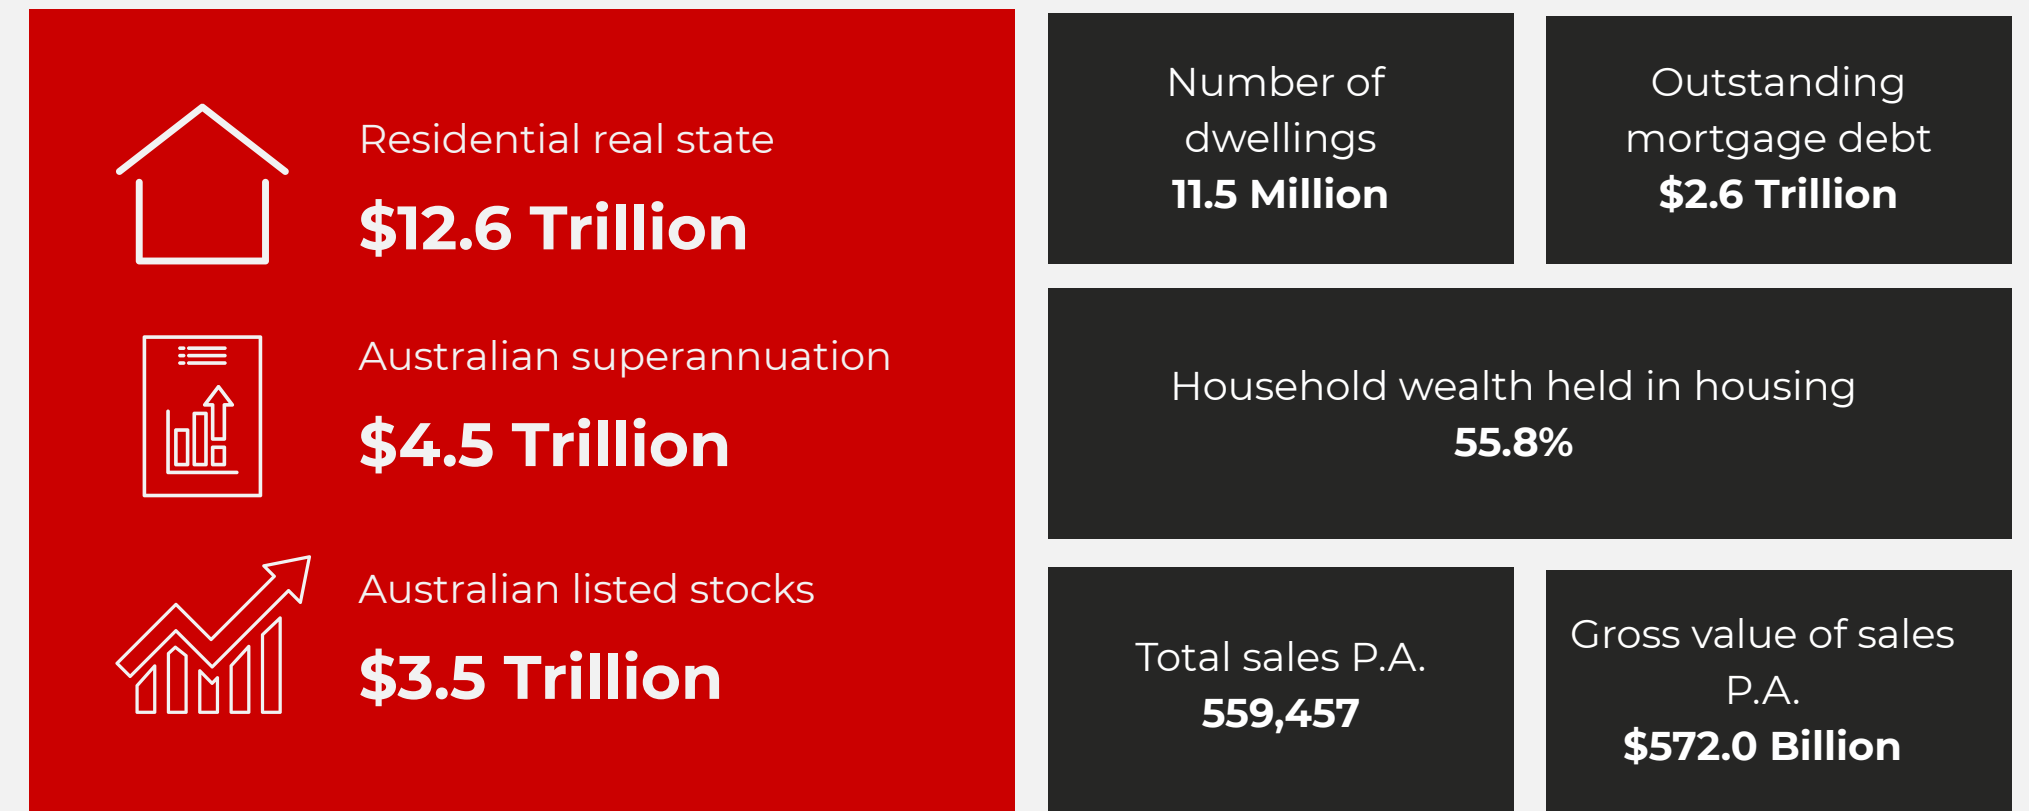 Residential real state
$12.6 Trillion
Australian superannuation
$4.5 Trillion
Australian listed stocks
$3.5 Trillion
Number of
dwellings
11.5 Million
Outstanding
mortgage debt
$2.6 Trillion
Household wealth held in housing
55.8%
Total sales P.A.
559,457
Gross value of sales
P.A.
$572.0 Billion